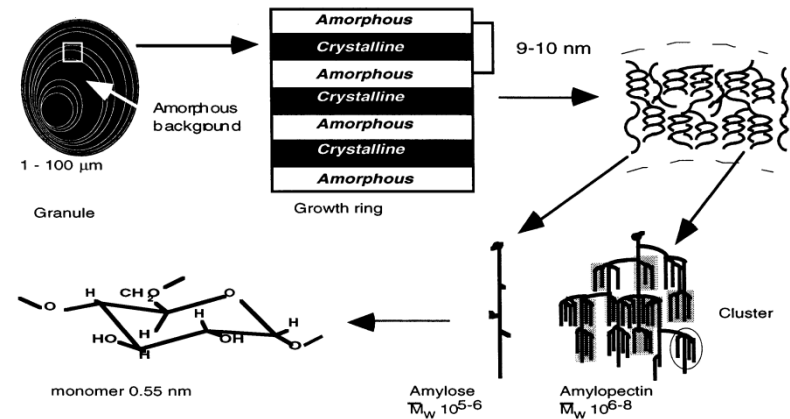 Amorphous
Crystalline
Amorphous
Crystalline
Amorphous
Crystalline
Amorphous
9-10 nm
Amorphous
background
1 - 100 μm
Granule
Growth ring
CH₂O
H
O
O
H
H
HO
H
OH
O
H
Cluster
monomer 0.55 nm
Amylose
M̅w 10⁵⁻⁶
Amylopectin
M̅w 10⁶⁻⁸